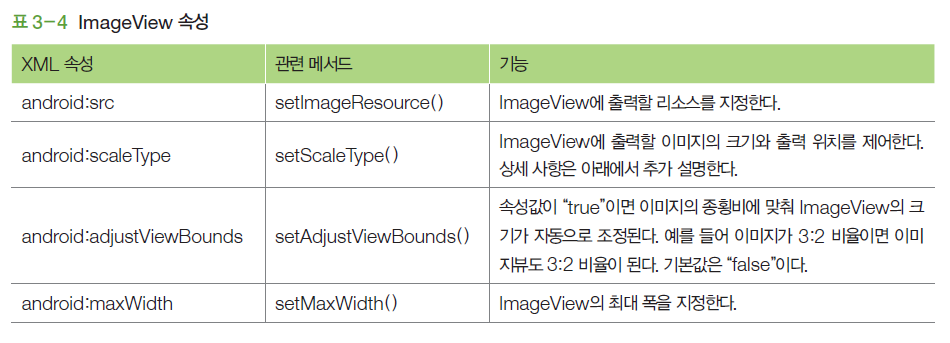 표 3-4 ImageView 속성
XML 속성 관련 메서드 기능
android:src setImageResource() ImageView에 출력할 리소스를 지정한다.
android:scaleType setScaleType() ImageView에 출력할 이미지의 크기와 출력 위치를 제어한다.
상세 사항은 아래에서 추가 설명한다.
android:adjustViewBounds setAdjustViewBounds() 속성값이 “true”이면 이미지의 종횡비에 맞춰 ImageView의 크
기가 자동으로 조정된다. 예를 들어 이미지가 3:2 비율이면 이미
지뷰도 3:2 비율이 된다. 기본값은 “false”이다.
android:maxWidth setMaxWidth() ImageView의 최대 폭을 지정한다.